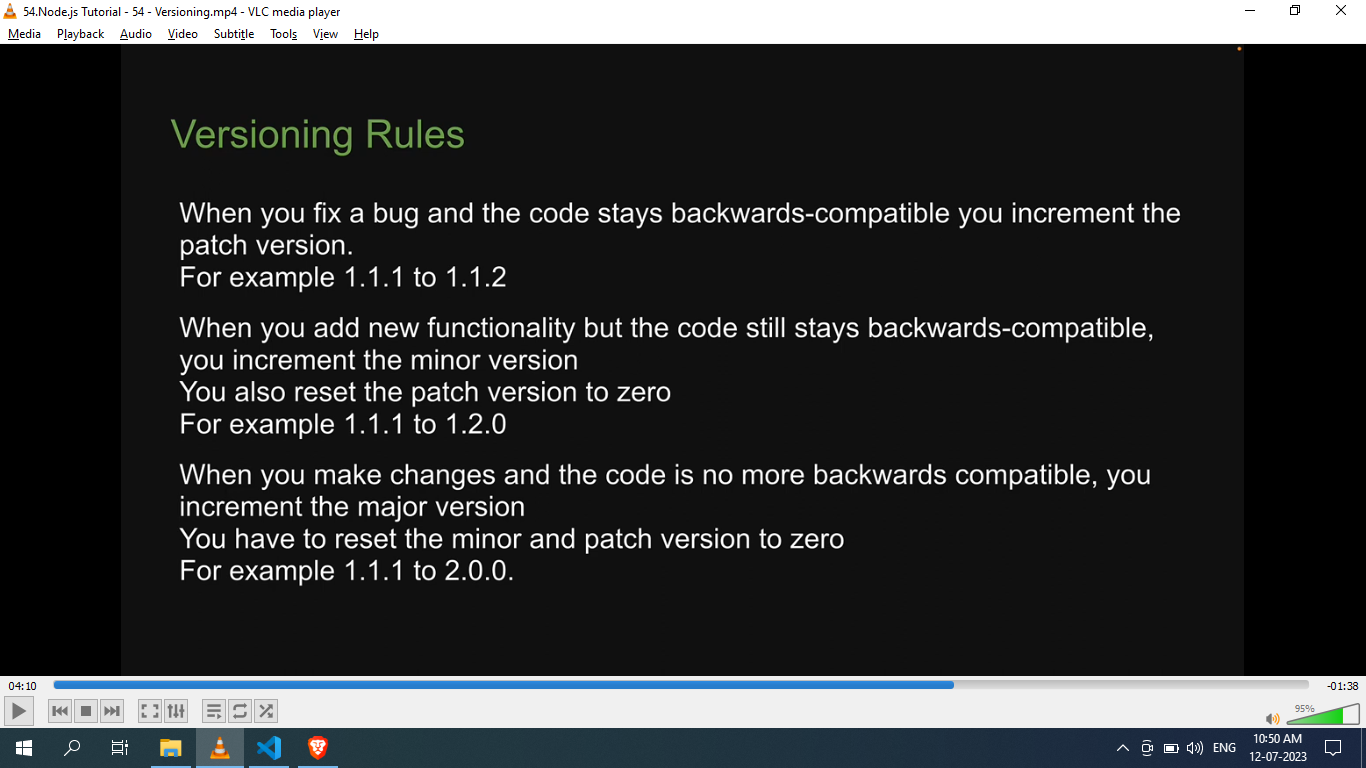 54.Node.js Tutorial - 54 - Versioning.mp4 - VLC media player
Media Playback Audio Video Subtitle Tools View Help
Versioning Rules
When you fix a bug and the code stays backwards-compatible you increment the
patch version.
For example 1.1.1 to 1.1.2
When you add new functionality but the code still stays backwards-compatible,
you increment the minor version
You also reset the patch version to zero
For example 1.1.1 to 1.2.0
When you make changes and the code is no more backwards compatible, you
increment the major version
You have to reset the minor and patch version to zero
For example 1.1.1 to 2.0.0.
04:10
-01:38
95%
ENG
10:50 AM
12-07-2023